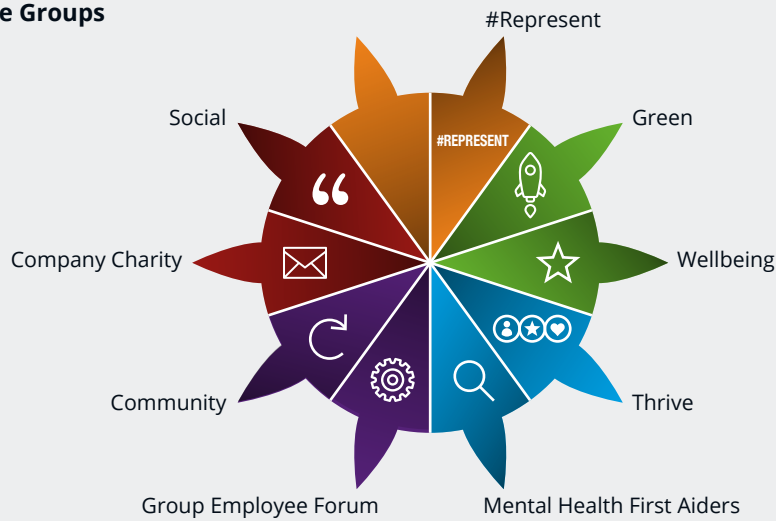 e Groups
#Represent
Social
#REPRESENT
Green
Company Charity
Wellbeing
Community
Thrive
Group Employee Forum
Mental Health First Aiders